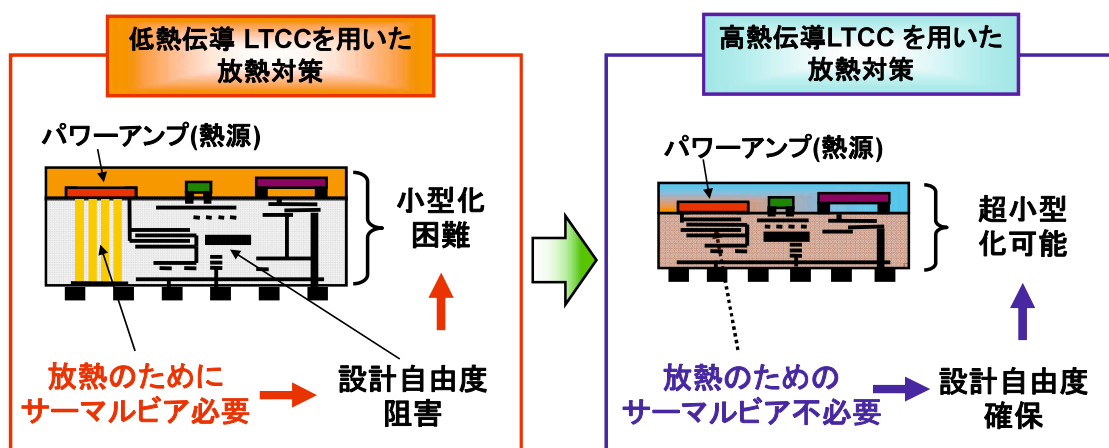 低熱伝導 LTCCを用いた
放熱対策
パワーアンプ(熱源)
小型化
困難
放熱のために
サーマルビア必要
設計自由度
阻害
高熱伝導LTCC を用いた
放熱対策
パワーアンプ(熱源)
超小型
化可能
放熱のための
サーマルビア不必要
設計自由度
確保